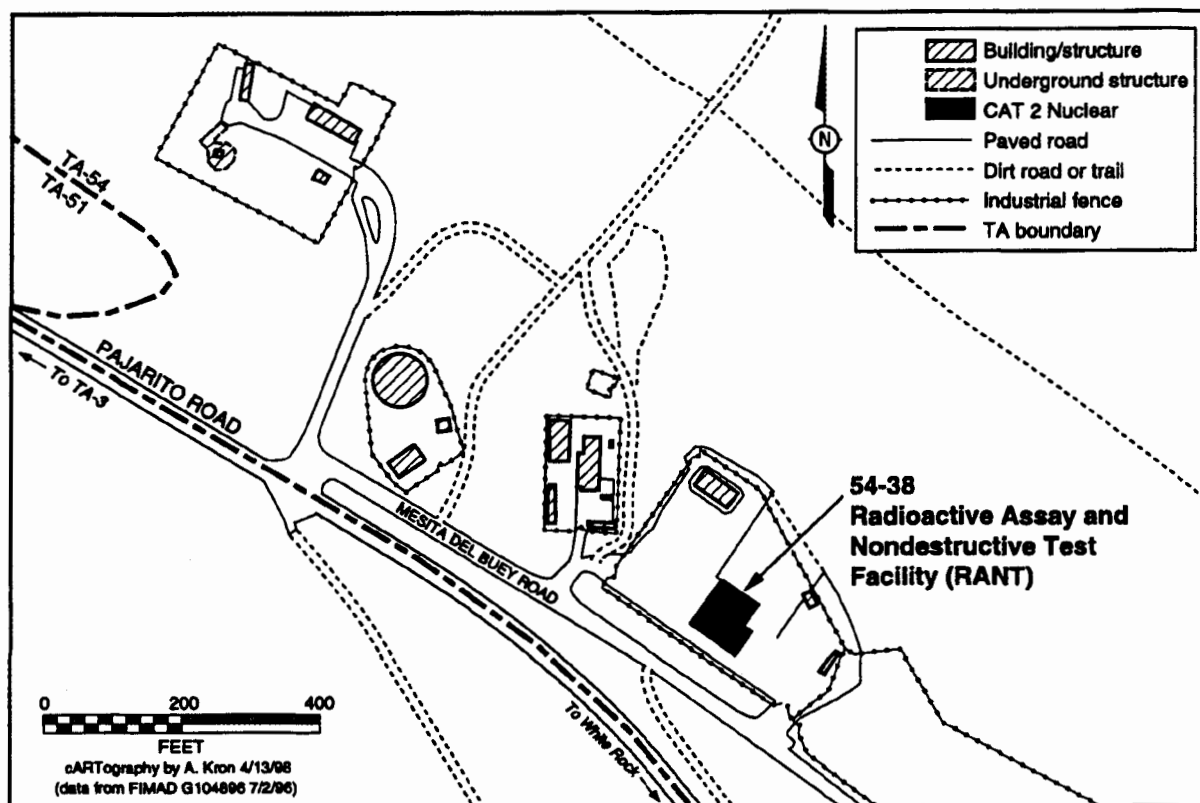 Building/structure
Underground structure
CAT 2 Nuclear
Paved road
Dirt road or trail
Industrial fence
TA boundary
N
TA-54
TA-51
PAJARITO ROAD
To TA-3
MESITA DEL BUEY ROAD
To White Rock
54-38
Radioactive Assay and
Nondestructive Test
Facility (RANT)
0 200 400
FEET
cARTography by A. Kron 4/13/98
(data from FIMAD G104896 7/2/96)